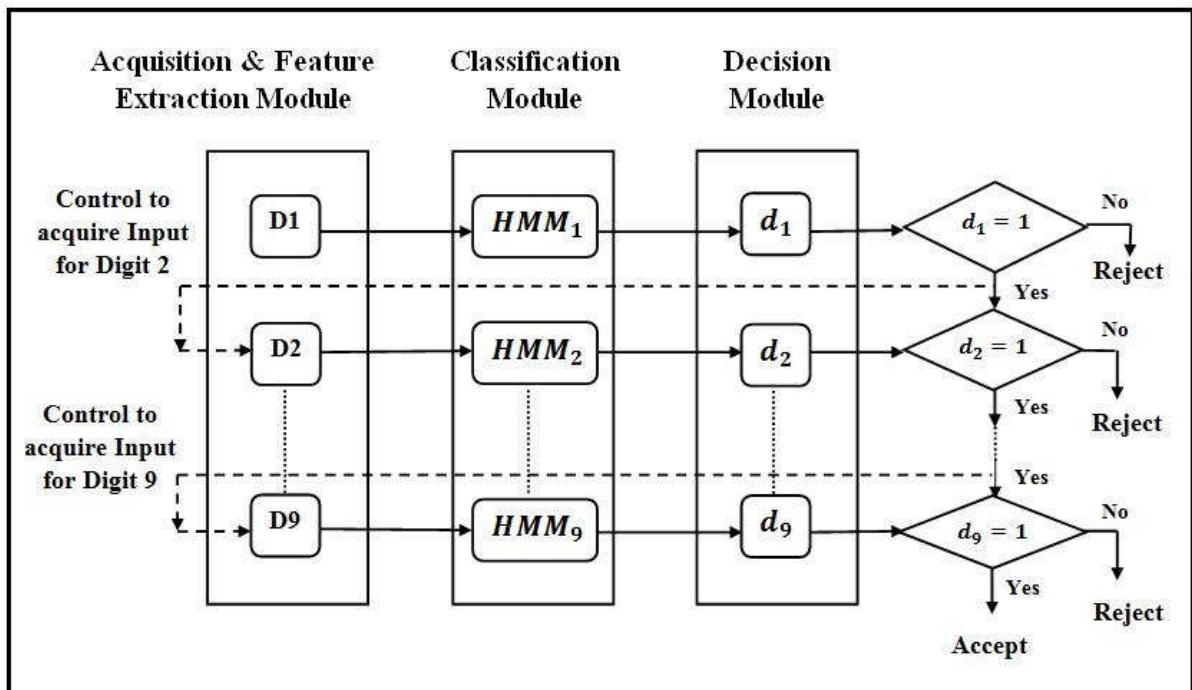 Acquisition & Feature
Extraction Module
Classification
Module
Decision
Module
Control to
acquire Input
for Digit 2
D1
HMM₁
d₁
d₁ = 1
No
Reject
Yes
D2
HMM₂
d₂
d₂ = 1
No
Reject
Yes
Control to
acquire Input
for Digit 9
Yes
D9
HMM₉
d₉
d₉ = 1
No
Reject
Yes
Accept